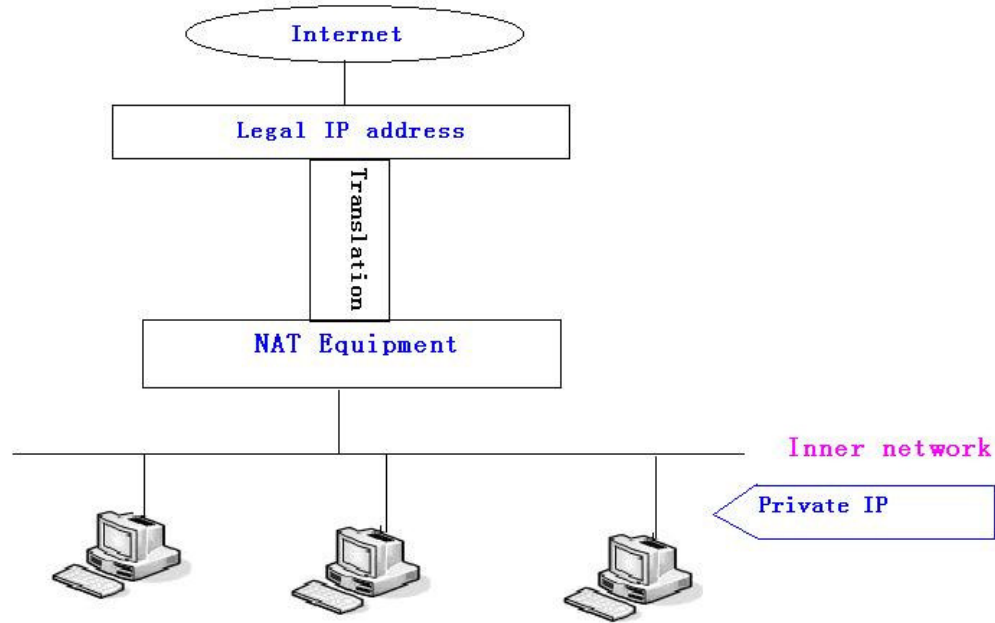 Internet
Legal IP address
Translation
NAT Equipment
Inner network
Private IP